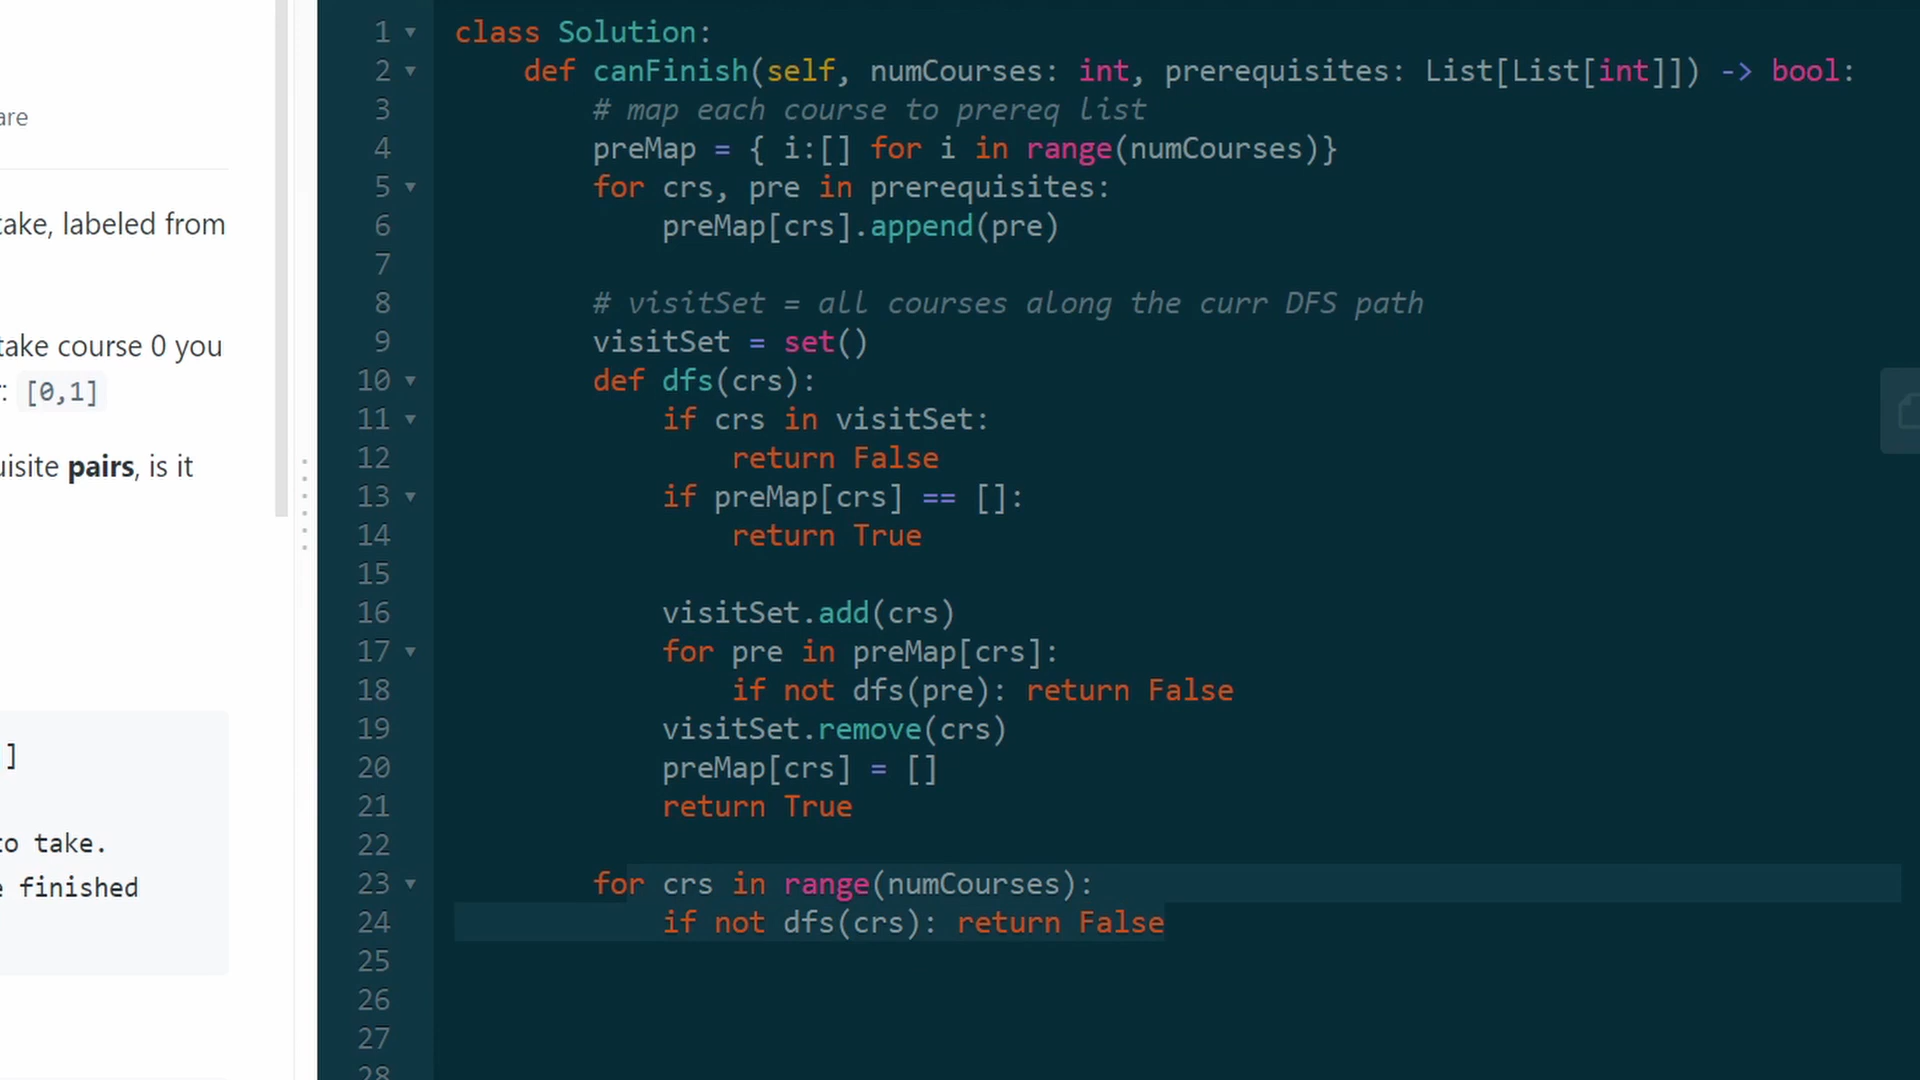 are
take, labeled from
take course 0 you
: [0,1]
uisite pairs, is it
]
to take.
e finished
1 class Solution:
2 def canFinish(self, numCourses: int, prerequisites: List[List[int]]) -> bool:
3 # map each course to prereq list
4 preMap = { i:[] for i in range(numCourses)}
5 for crs, pre in prerequisites:
6 preMap[crs].append(pre)
7
8 # visitSet = all courses along the curr DFS path
9 visitSet = set()
10 def dfs(crs):
11 if crs in visitSet:
12 return False
13 if preMap[crs] == []:
14 return True
15
16 visitSet.add(crs)
17 for pre in preMap[crs]:
18 if not dfs(pre): return False
19 visitSet.remove(crs)
20 preMap[crs] = []
21 return True
22
23 for crs in range(numCourses):
24 if not dfs(crs): return False
25
26
27
28